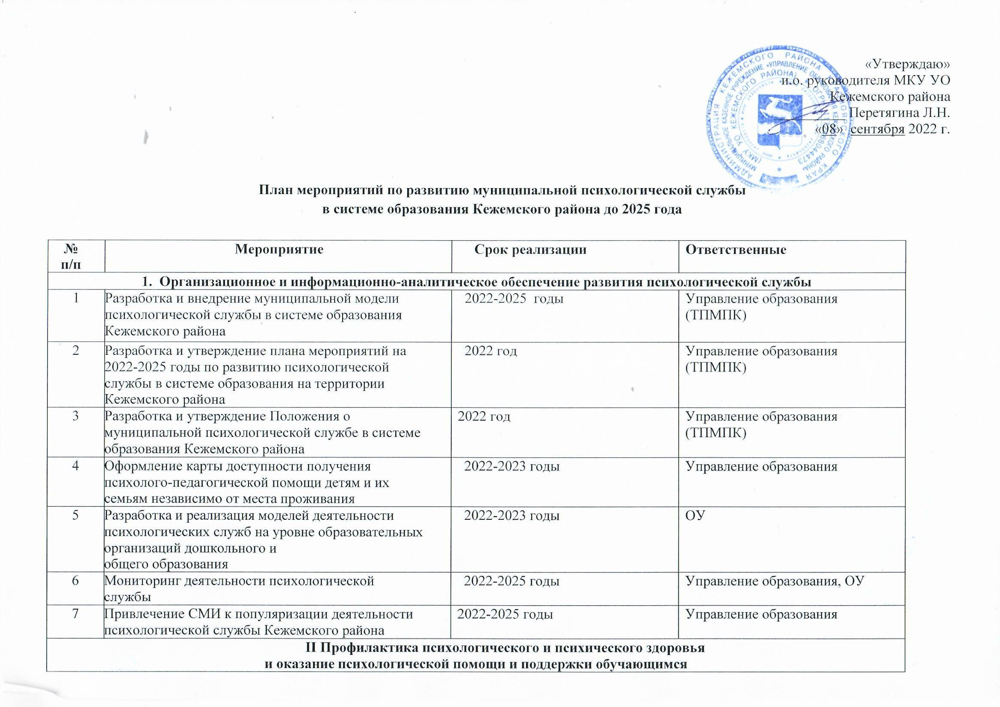 «Утверждаю»
и.о. руководителя МКУ УО
Кежемского района
__________ Перетягина Л.Н.
«08» сентября 2022 г.
АДМИНИСТРАЦИЯ КЕЖЕМСКОГО РАЙОНА КРАСНОЯРСКОГО КРАЯ
МУНИЦИПАЛЬНОЕ КАЗЕННОЕ УЧРЕЖДЕНИЕ «УПРАВЛЕНИЕ ОБРАЗОВАНИЯ КЕЖЕМСКОГО РАЙОНА»
(МКУ УО КЕЖЕМСКОГО РАЙОНА)
План мероприятий по развитию муниципальной психологической службы
в системе образования Кежемского района до 2025 года
№ Мероприятие Срок реализации Ответственные
п/п
1. Организационное и информационно-аналитическое обеспечение развития психологической службы
1 Разработка и внедрение муниципальной модели 2022-2025 годы Управление образования
психологической службы в системе образования (ТПМПК)
Кежемского района
2 Разработка и утверждение плана мероприятий на 2022 год Управление образования
2022-2025 годы по развитию психологической (ТПМПК)
службы в системе образования на территории
Кежемского района
3 Разработка и утверждение Положения о 2022 год Управление образования
муниципальной психологической службе в системе (ТПМПК)
образования Кежемского района
4 Оформление карты доступности получения 2022-2023 годы Управление образования
психолого-педагогической помощи детям и их
семьям независимо от места проживания
5 Разработка и реализация моделей деятельности 2022-2023 годы ОУ
психологических служб на уровне образовательных
организаций дошкольного и
общего образования
6 Мониторинг деятельности психологической 2022-2025 годы Управление образования, ОУ
службы
7 Привлечение СМИ к популяризации деятельности 2022-2025 годы Управление образования
психологической службы Кежемского района
II Профилактика психологического и психического здоровья
и оказание психологической помощи и поддержки обучающимся